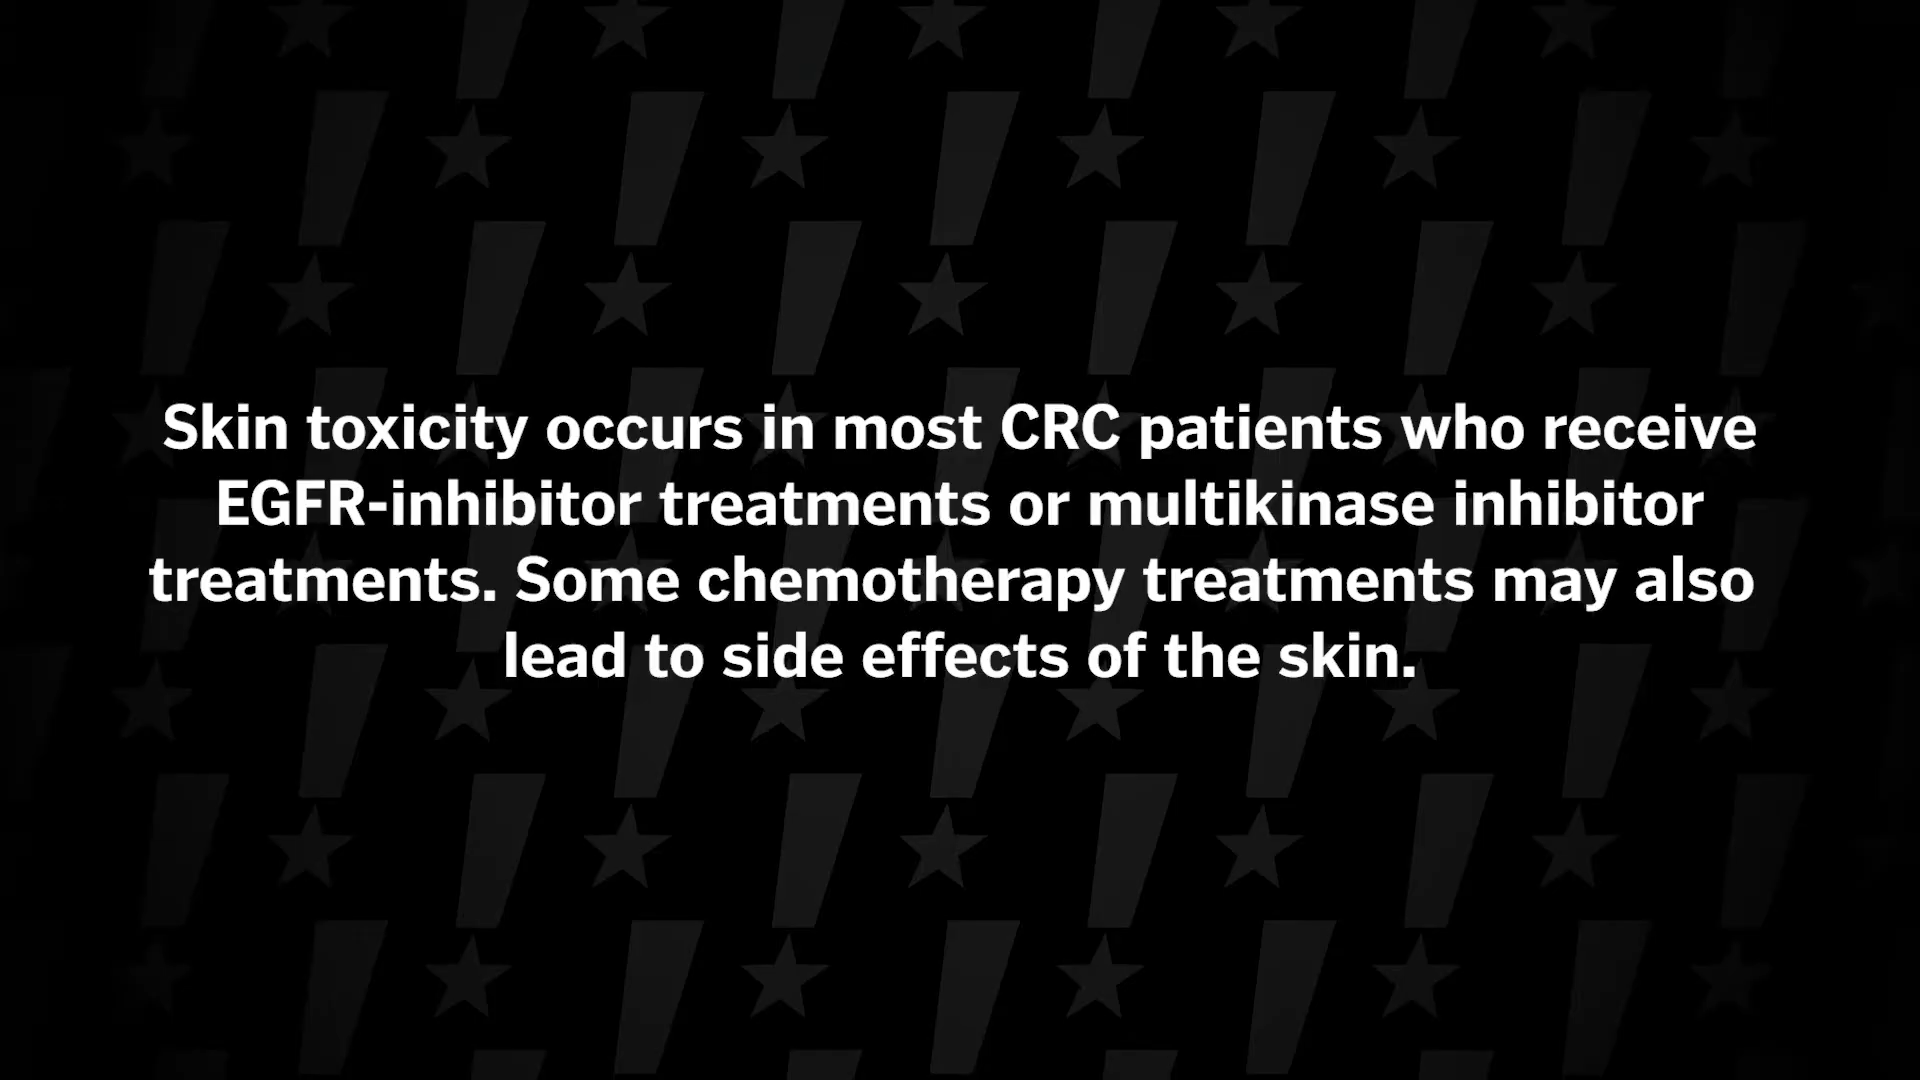 Skin toxicity occurs in most CRC patients who receive
EGFR-inhibitor treatments or multikinase inhibitor
treatments. Some chemotherapy treatments may also
lead to side effects of the skin.